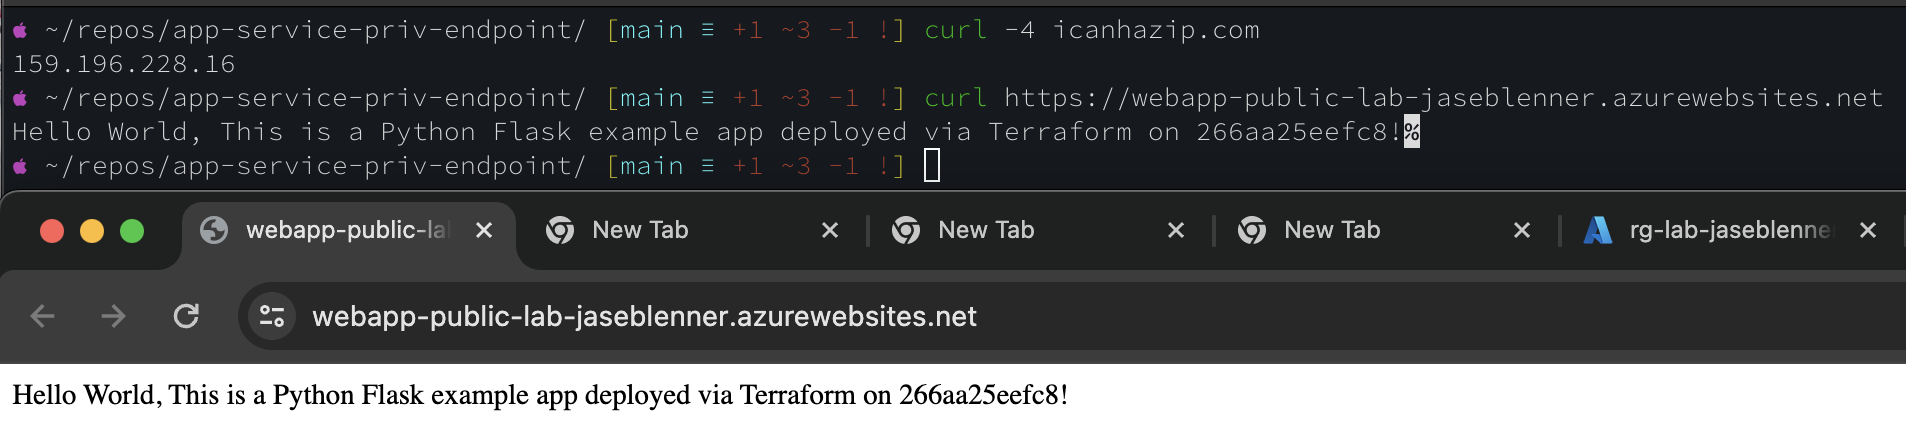 ~/repos/app-service-priv-endpoint/ [main ≡ +1 ~3 -1 !] curl -4 icanhazip.com
159.196.228.16
~/repos/app-service-priv-endpoint/ [main ≡ +1 ~3 -1 !] curl https://webapp-public-lab-jaseblenner.azurewebsites.net
Hello World, This is a Python Flask example app deployed via Terraform on 266aa25eefc8!%
~/repos/app-service-priv-endpoint/ [main ≡ +1 ~3 -1 !]
webapp-public-la New Tab New Tab New Tab rg-lab-jaseblenne
webapp-public-lab-jaseblenner.azurewebsites.net
Hello World, This is a Python Flask example app deployed via Terraform on 266aa25eefc8!